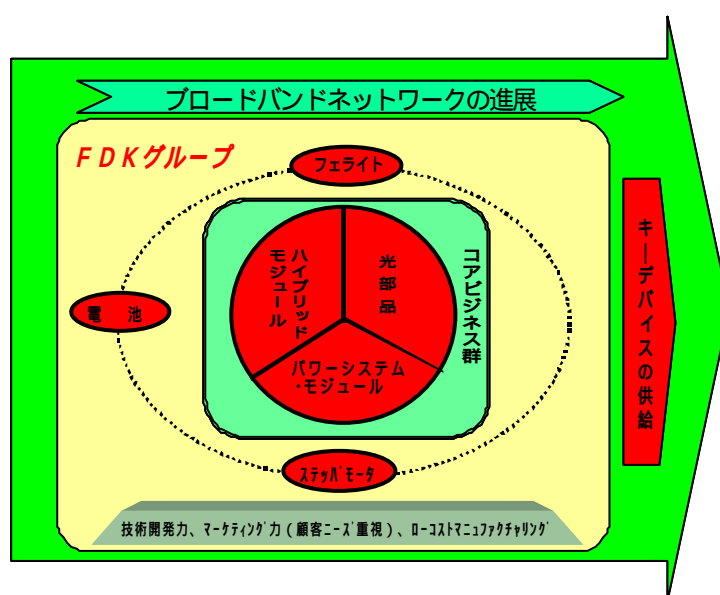 ブロードバンドネットワークの進展
ＦＤＫグループ
フェライト
ハイブリッド
モジュール
光部品
コアビジネス群
電　池
パワーシステム
・モジュール
ステッパモータ
キーデバイスの供給
技術開発力、マーケティング力（顧客ニーズ重視）、ローコストマニュファクチャリング